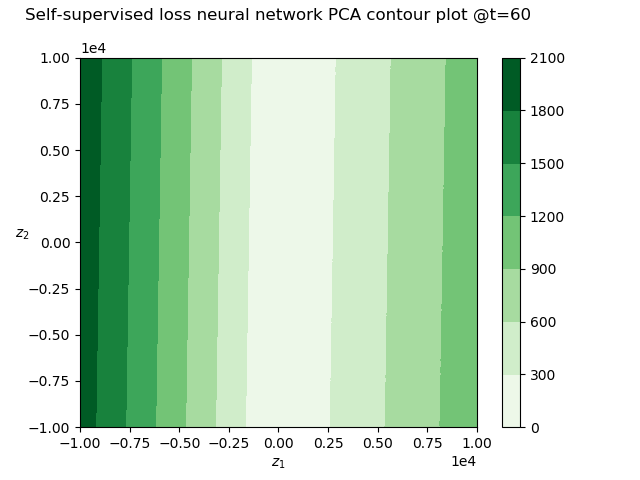 Self-supervised loss neural network PCA contour plot @t=60
1e4
1.00
0.75
0.50
0.25
0.00
−0.25
−0.50
−0.75
−1.00
z2
−1.00 −0.75 −0.50 −0.25 0.00 0.25 0.50 0.75 1.00
z1
1e4
2100
1800
1500
1200
900
600
300
0